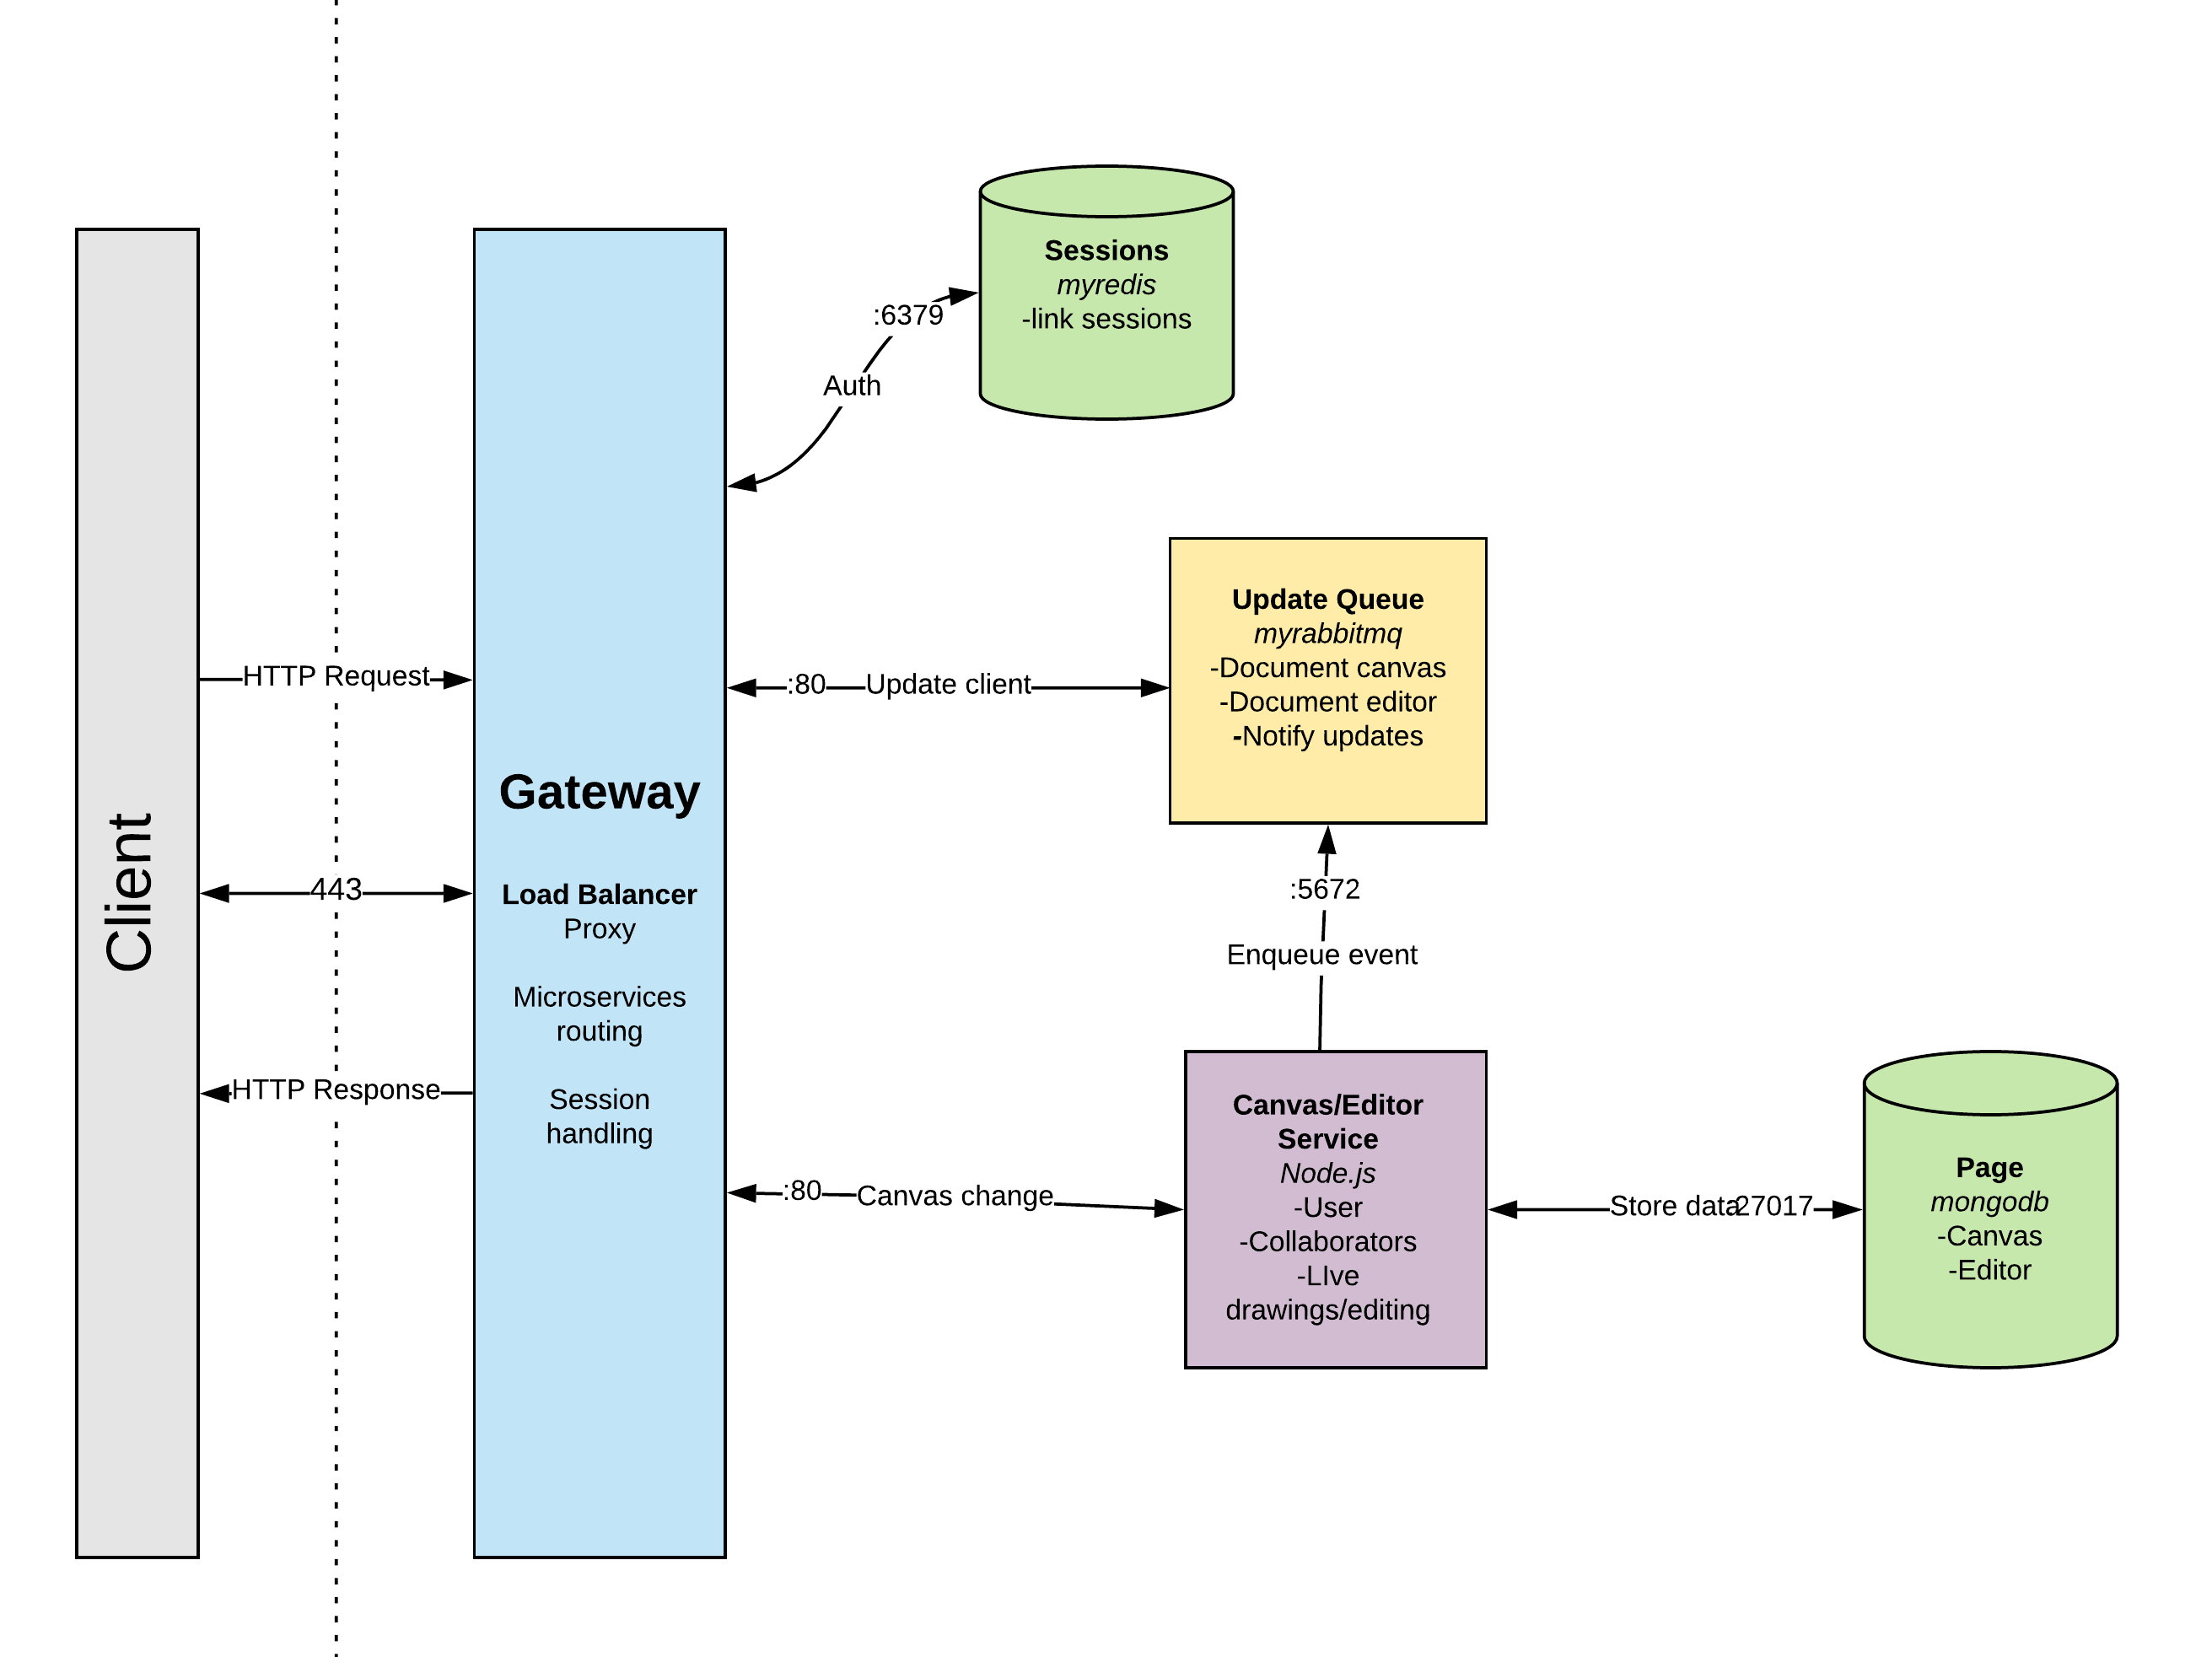 Client
HTTP Request
443
HTTP Response
Gateway
Load Balancer
Proxy
Microservices
routing
Session
handling
:6379
Auth
Sessions
myredis
-link sessions
:80
Update client
Update Queue
myrabbitmq
-Document canvas
-Document editor
-Notify updates
:5672
Enqueue event
:80
Canvas change
Canvas/Editor
Service
Node.js
-User
-Collaborators
-LIve
drawings/editing
Store data
:27017
Page
mongodb
-Canvas
-Editor